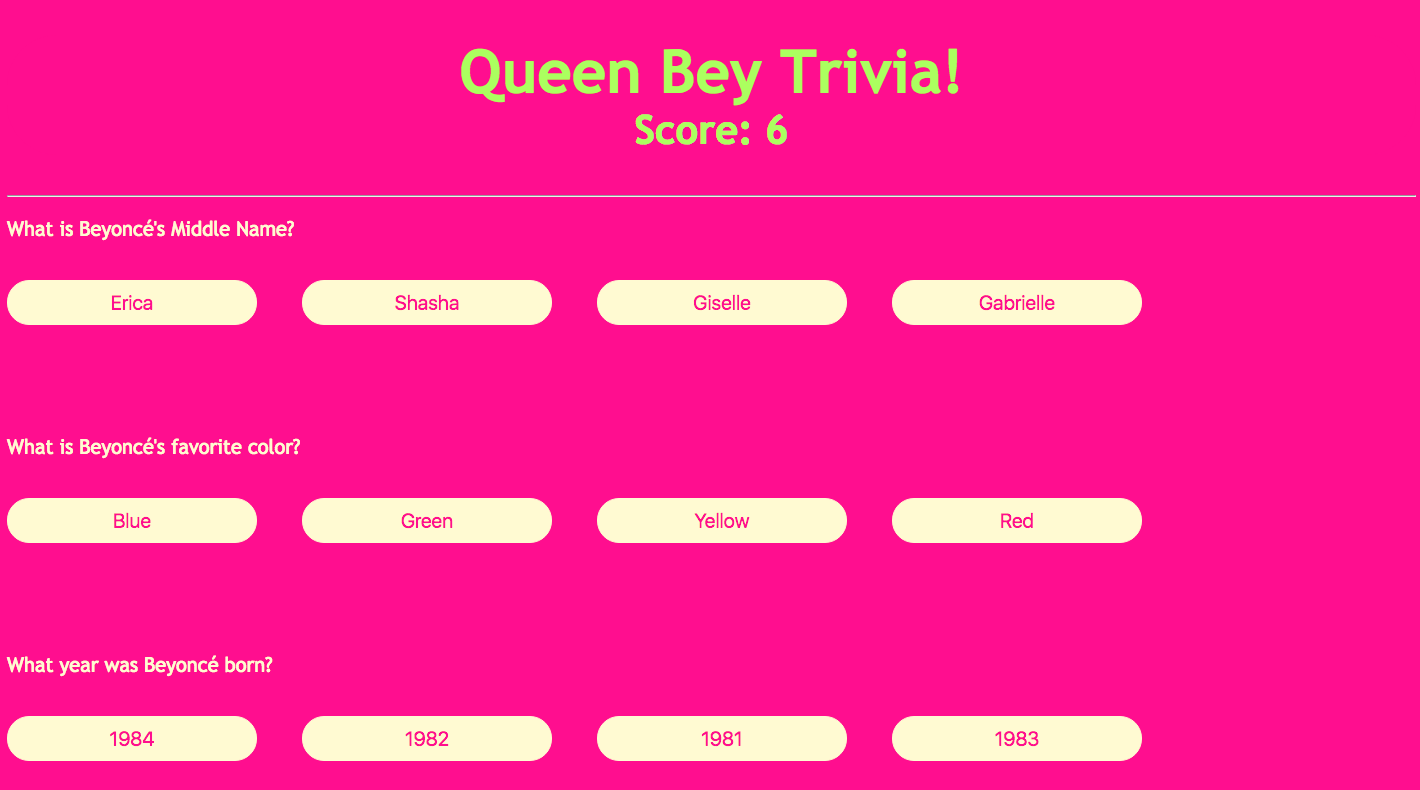 Queen Bey Trivia!
Score: 6
What is Beyoncé's Middle Name?
Erica Shasha Giselle Gabrielle
What is Beyoncé's favorite color?
Blue Green Yellow Red
What year was Beyoncé born?
1984 1982 1981 1983